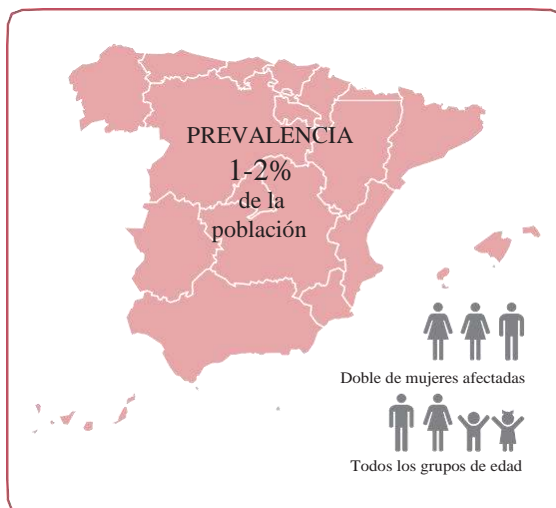 PREVALENCIA
1-2%
de la
población
Doble de mujeres afectadas
Todos los grupos de edad